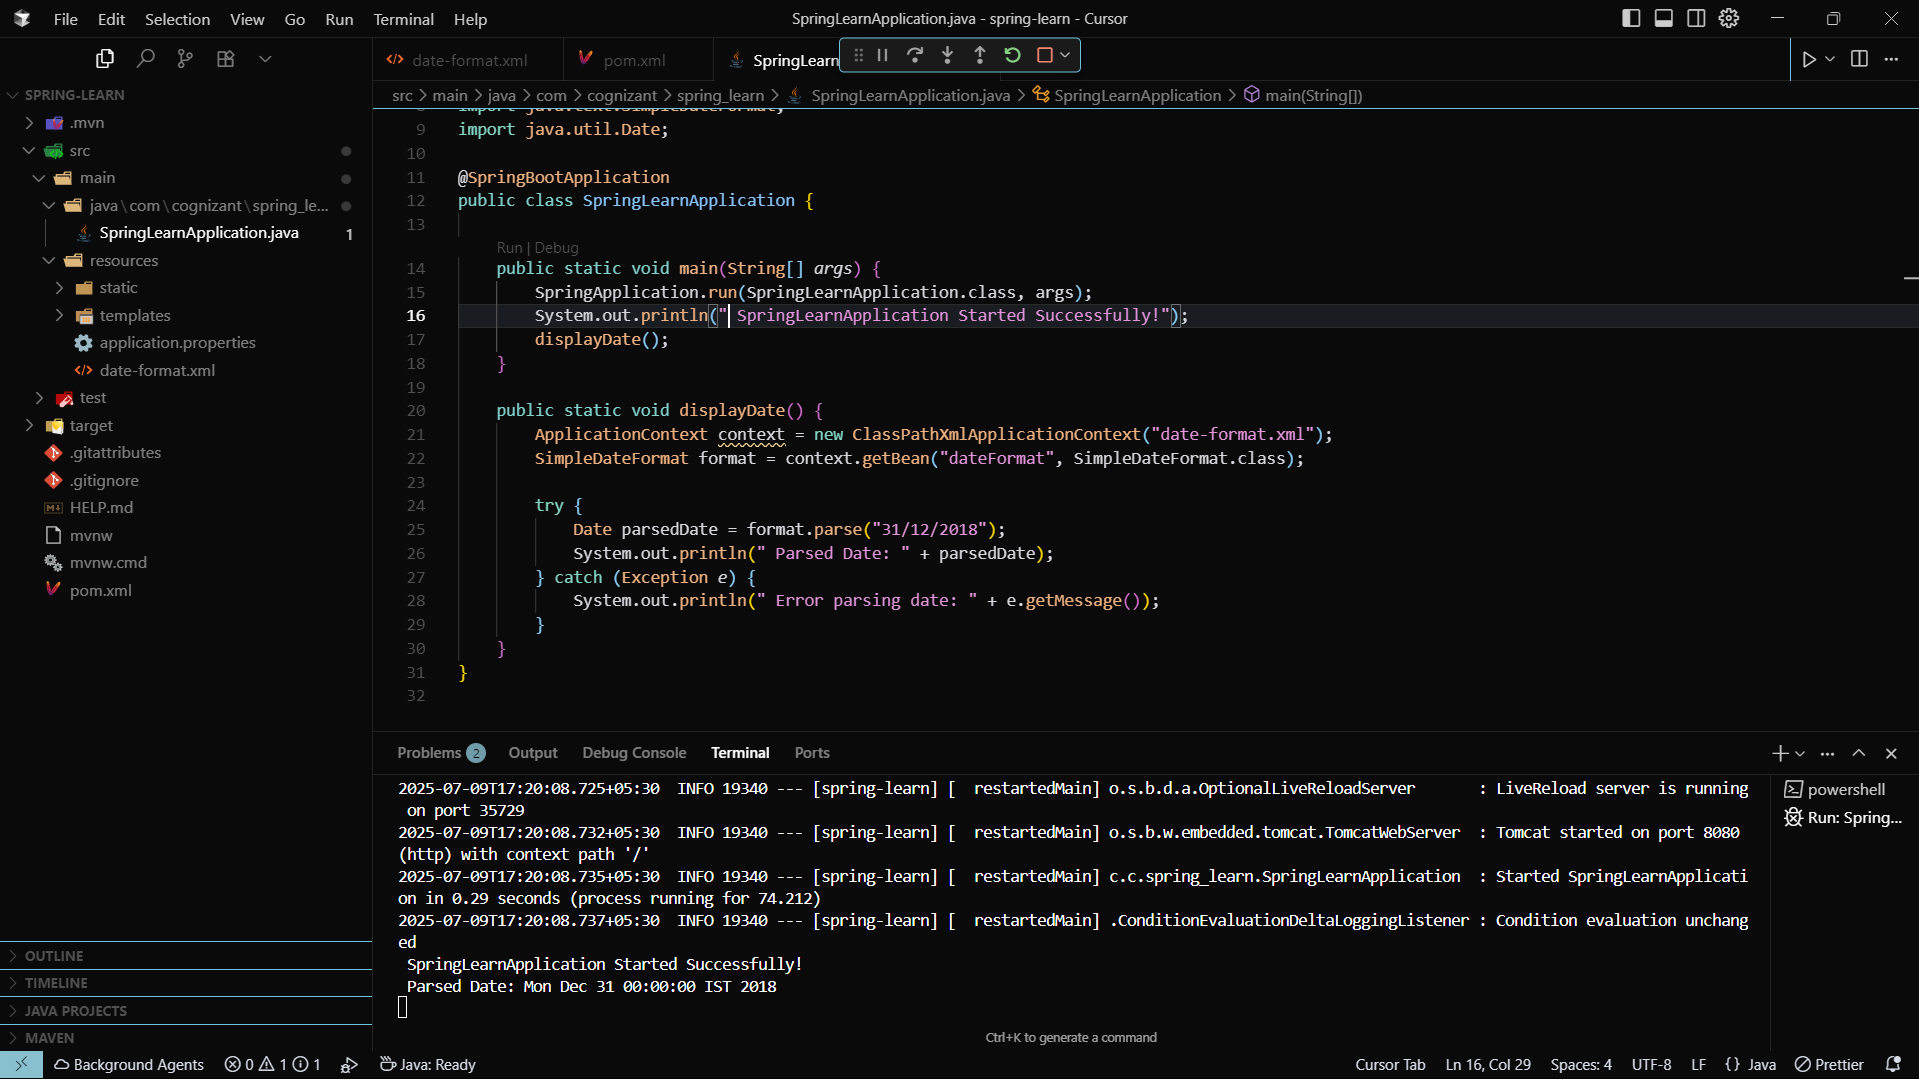 File Edit Selection View Go Run Terminal Help
SpringLearnApplication.java - spring-learn - Cursor
date-format.xml
pom.xml
SpringLearn
SPRING-LEARN
.mvn
src
main
java\com\cognizant\spring_le...
SpringLearnApplication.java 1
resources
static
templates
application.properties
date-format.xml
test
target
.gitattributes
.gitignore
HELP.md
mvnw
mvnw.cmd
pom.xml
OUTLINE
TIMELINE
JAVA PROJECTS
MAVEN
src > main > java > com > cognizant > spring_learn > SpringLearnApplication.java > SpringLearnApplication > main(String[])
9 import java.util.Date;
10
11 @SpringBootApplication
12 public class SpringLearnApplication {
13
Run | Debug
14 public static void main(String[] args) {
15 SpringApplication.run(SpringLearnApplication.class, args);
16 System.out.println(" SpringLearnApplication Started Successfully!");
17 displayDate();
18 }
19
20 public static void displayDate() {
21 ApplicationContext context = new ClassPathXmlApplicationContext("date-format.xml");
22 SimpleDateFormat format = context.getBean("dateFormat", SimpleDateFormat.class);
23
24 try {
25 Date parsedDate = format.parse("31/12/2018");
26 System.out.println(" Parsed Date: " + parsedDate);
27 } catch (Exception e) {
28 System.out.println(" Error parsing date: " + e.getMessage());
29 }
30 }
31 }
32
Problems 2 Output Debug Console Terminal Ports
2025-07-09T17:20:08.725+05:30  INFO 19340 --- [spring-learn] [  restartedMain] o.s.b.d.a.OptionalLiveReloadServer       : LiveReload server is running
on port 35729
2025-07-09T17:20:08.732+05:30  INFO 19340 --- [spring-learn] [  restartedMain] o.s.b.w.embedded.tomcat.TomcatWebServer  : Tomcat started on port 8080
(http) with context path '/'
2025-07-09T17:20:08.735+05:30  INFO 19340 --- [spring-learn] [  restartedMain] c.c.spring_learn.SpringLearnApplication  : Started SpringLearnApplicati
on in 0.29 seconds (process running for 74.212)
2025-07-09T17:20:08.737+05:30  INFO 19340 --- [spring-learn] [  restartedMain] .ConditionEvaluationDeltaLoggingListener : Condition evaluation unchang
ed
SpringLearnApplication Started Successfully!
Parsed Date: Mon Dec 31 00:00:00 IST 2018
Ctrl+K to generate a command
powershell
Run: Spring...
Background Agents 0 1 1 Java: Ready
Cursor Tab Ln 16, Col 29 Spaces: 4 UTF-8 LF {} Java Prettier